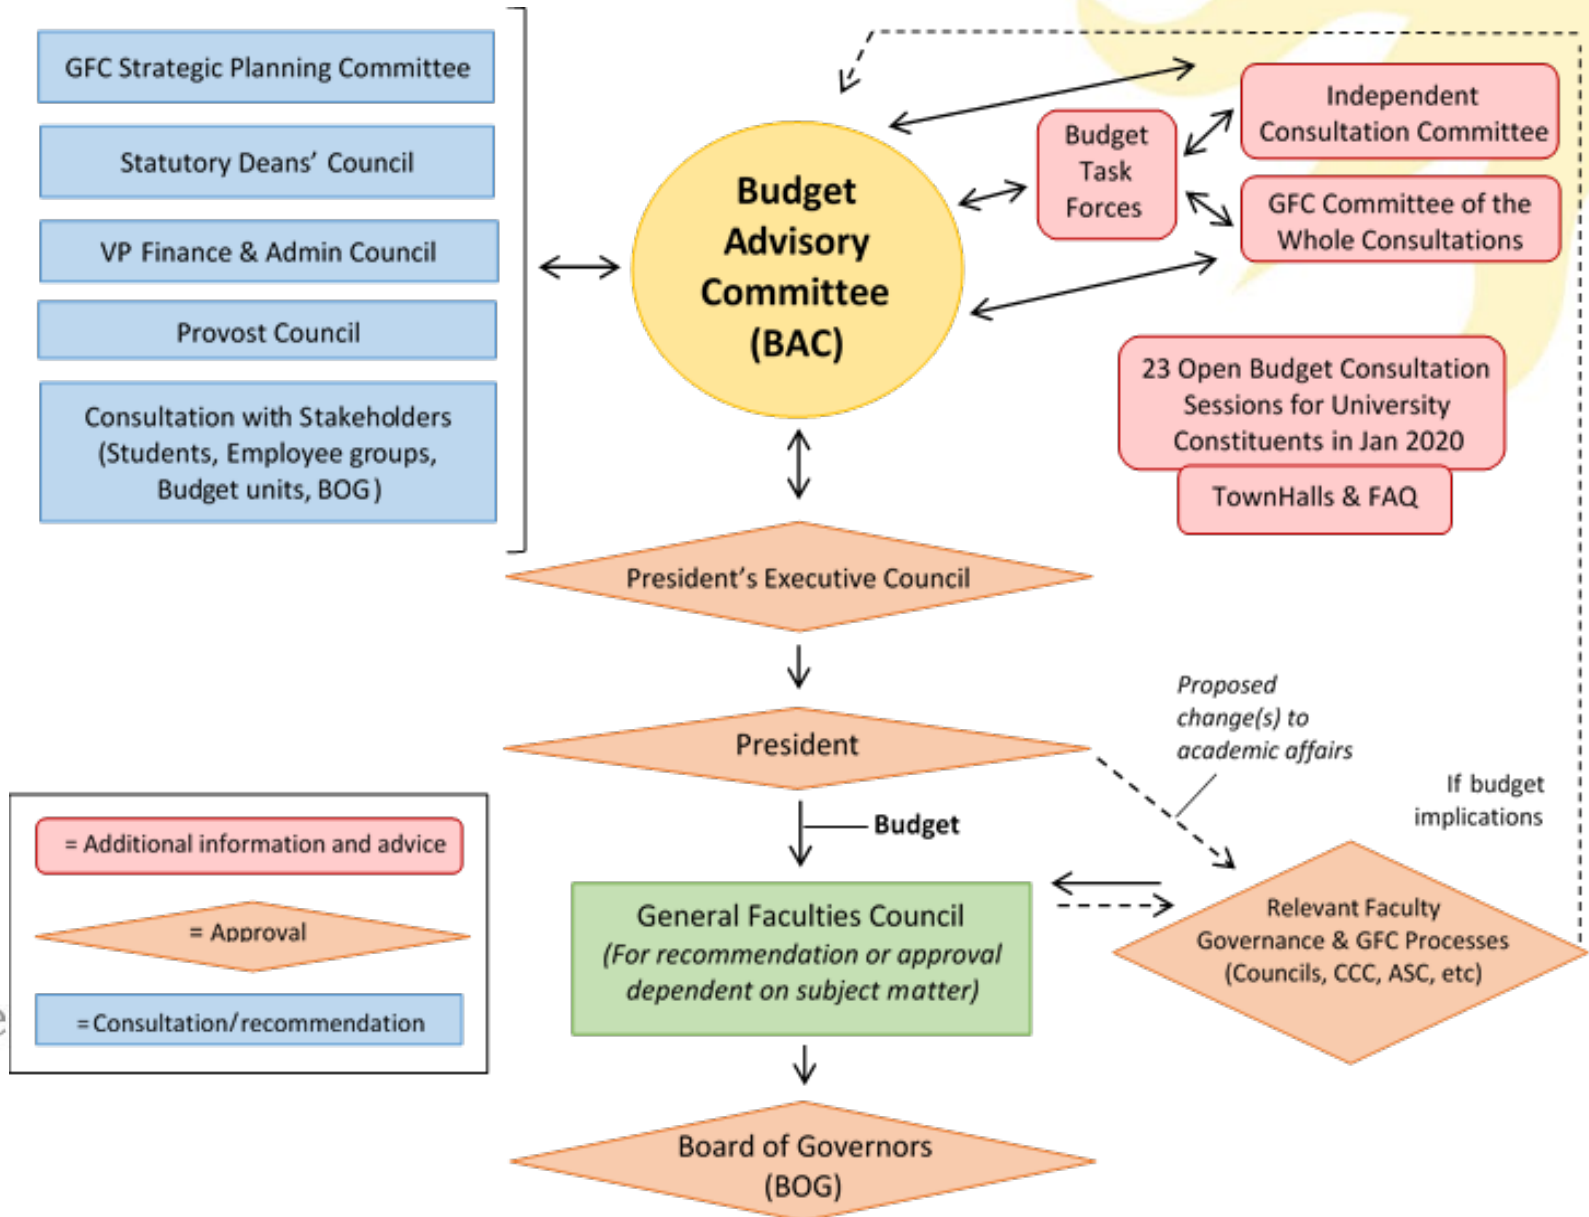 GFC Strategic Planning Committee
Statutory Deans’ Council
VP Finance & Admin Council
Provost Council
Consultation with Stakeholders
(Students, Employee groups,
Budget units, BOG)
Budget
Advisory
Committee
(BAC)
Budget
Task
Forces
Independent
Consultation Committee
GFC Committee of the
Whole Consultations
23 Open Budget Consultation
Sessions for University
Constituents in Jan 2020
TownHalls & FAQ
President’s Executive Council
President
Proposed
change(s) to
academic affairs
If budget
implications
Budget
General Faculties Council
(For recommendation or approval
dependent on subject matter)
Relevant Faculty
Governance & GFC Processes
(Councils, CCC, ASC, etc)
Board of Governors
(BOG)
= Additional information and advice
= Approval
= Consultation/recommendation
e